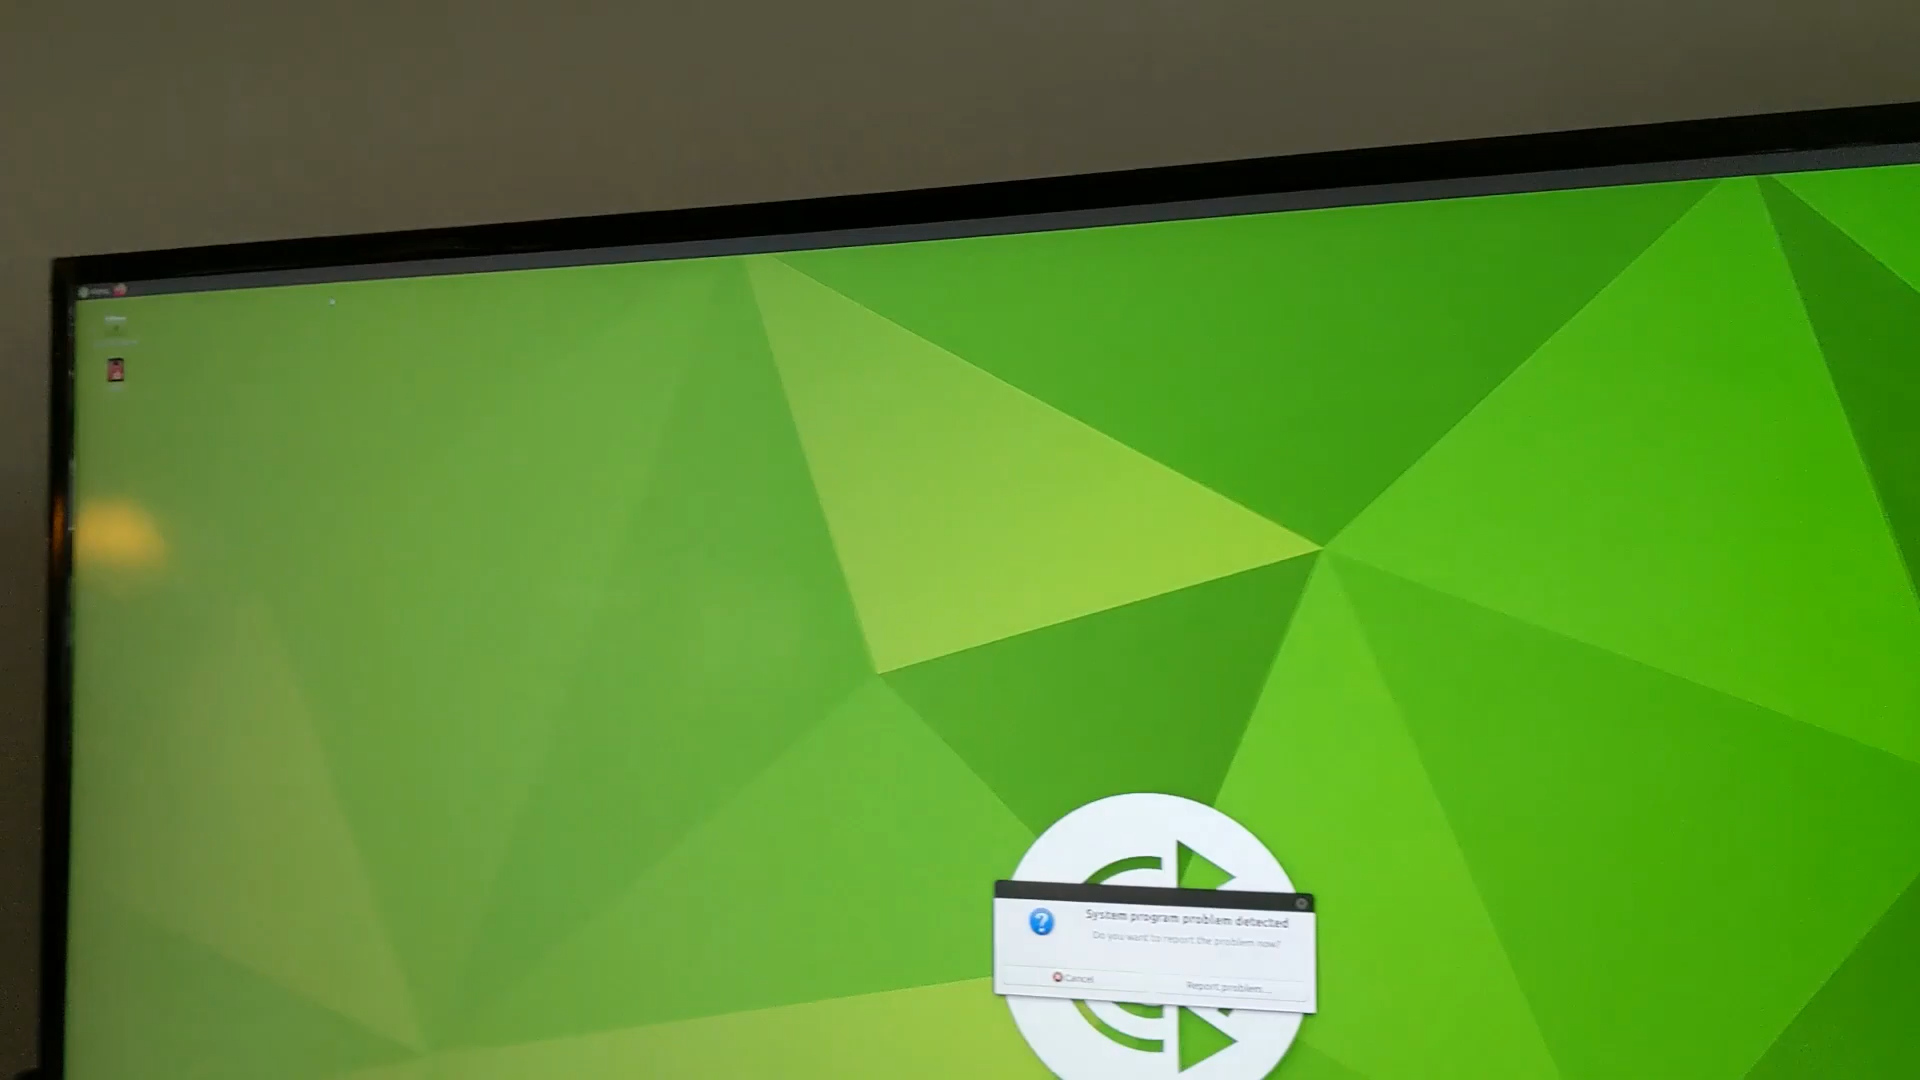 System program problem detected
Do you want to report the problem now?
Cancel
Report problem...